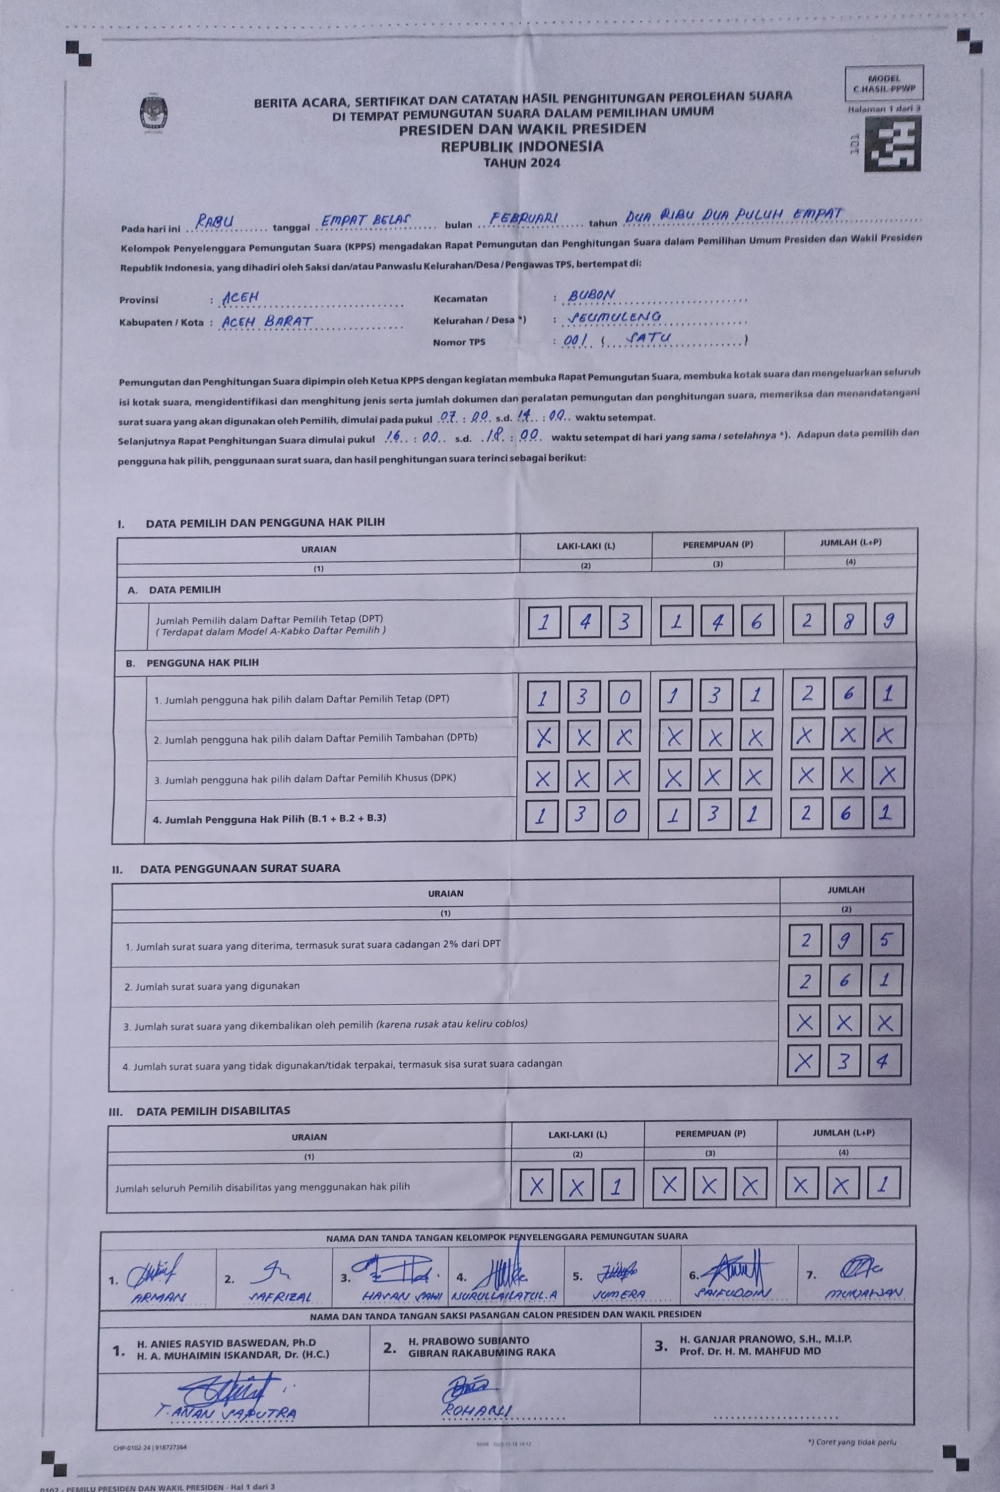 MODEL
C.HASIL-PPWP
Halaman 1 dari 3
101
BERITA ACARA, SERTIFIKAT DAN CATATAN HASIL PENGHITUNGAN PEROLEHAN SUARA
DI TEMPAT PEMUNGUTAN SUARA DALAM PEMILIHAN UMUM
PRESIDEN DAN WAKIL PRESIDEN
REPUBLIK INDONESIA
TAHUN 2024
Pada hari ini RABU tanggal EMPAT BELAS bulan FEBRUARI tahun DUA RIBU DUA PULUH EMPAT
Kelompok Penyelenggara Pemungutan Suara (KPPS) mengadakan Rapat Pemungutan dan Penghitungan Suara dalam Pemilihan Umum Presiden dan Wakil Presiden
Republik Indonesia, yang dihadiri oleh Saksi dan/atau Panwaslu Kelurahan/Desa / Pengawas TPS, bertempat di:
Provinsi : ACEH Kecamatan : BUBON
Kabupaten / Kota : ACEH BARAT Kelurahan / Desa *) : SEUMULENG
Nomor TPS : 001 ( SATU )
Pemungutan dan Penghitungan Suara dipimpin oleh Ketua KPPS dengan kegiatan membuka Rapat Pemungutan Suara, membuka kotak suara dan mengeluarkan seluruh
isi kotak suara, mengidentifikasi dan menghitung jenis serta jumlah dokumen dan peralatan pemungutan dan penghitungan suara, memeriksa dan menandatangani
surat suara yang akan digunakan oleh Pemilih, dimulai pada pukul 07 : 00 s.d. 14 : 00 waktu setempat.
Selanjutnya Rapat Penghitungan Suara dimulai pukul 16 : 00 s.d. 18 : 00 waktu setempat di hari yang sama / setelahnya *). Adapun data pemilih dan
pengguna hak pilih, penggunaan surat suara, dan hasil penghitungan suara terinci sebagai berikut:
I. DATA PEMILIH DAN PENGGUNA HAK PILIH
URAIAN LAKI-LAKI (L) PEREMPUAN (P) JUMLAH (L+P)
(1) (2) (3) (4)
A. DATA PEMILIH
Jumlah Pemilih dalam Daftar Pemilih Tetap (DPT) 1 4 3 1 4 6 2 8 9
( Terdapat dalam Model A-Kabko Daftar Pemilih )
B. PENGGUNA HAK PILIH
1. Jumlah pengguna hak pilih dalam Daftar Pemilih Tetap (DPT) 1 3 0 1 3 1 2 6 1
2. Jumlah pengguna hak pilih dalam Daftar Pemilih Tambahan (DPTb) X X X X X X X X X
3. Jumlah pengguna hak pilih dalam Daftar Pemilih Khusus (DPK) X X X X X X X X X
4. Jumlah Pengguna Hak Pilih (B.1 + B.2 + B.3) 1 3 0 1 3 1 2 6 1
II. DATA PENGGUNAAN SURAT SUARA
URAIAN JUMLAH
(1) (2)
1. Jumlah surat suara yang diterima, termasuk surat suara cadangan 2% dari DPT 2 9 5
2. Jumlah surat suara yang digunakan 2 6 1
3. Jumlah surat suara yang dikembalikan oleh pemilih (karena rusak atau keliru coblos) X X X
4. Jumlah surat suara yang tidak digunakan/tidak terpakai, termasuk sisa surat suara cadangan X 3 4
III. DATA PEMILIH DISABILITAS
URAIAN LAKI-LAKI (L) PEREMPUAN (P) JUMLAH (L+P)
(1) (2) (3) (4)
Jumlah seluruh Pemilih disabilitas yang menggunakan hak pilih X X 1 X X X X X 1
NAMA DAN TANDA TANGAN KELOMPOK PENYELENGGARA PEMUNGUTAN SUARA
1. 2. 3. 4. 5. 6. 7.
ARMAN SAFRIZAL HASAN SAWI NURULLAILATUL.A JUMERA SAIFUDDIN MURJAWAN
NAMA DAN TANDA TANGAN SAKSI PASANGAN CALON PRESIDEN DAN WAKIL PRESIDEN
1. H. ANIES RASYID BASWEDAN, Ph.D
H. A. MUHAIMIN ISKANDAR, Dr. (H.C.)
2. H. PRABOWO SUBIANTO
GIBRAN RAKABUMING RAKA
3. H. GANJAR PRANOWO, S.H., M.I.P.
Prof. Dr. H. M. MAHFUD MD
T. ANAN SAPUTRA ROHANI
CHP-0102-24 | 918727364
*) Coret yang tidak perlu
0102 - PEMILU PRESIDEN DAN WAKIL PRESIDEN - Hal 1 dari 3